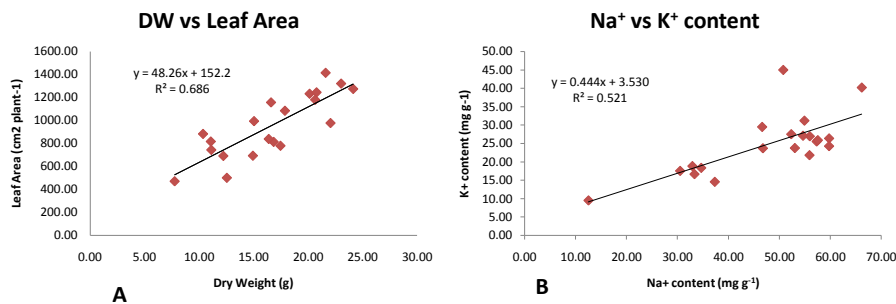 DW vs Leaf Area
y = 48.26x + 152.2
R² = 0.686
1600.00
1400.00
1200.00
1000.00
800.00
600.00
400.00
200.00
0.00
Leaf Area (cm2 plant-1)
0.00 5.00 10.00 15.00 20.00 25.00 30.00
Dry Weight (g)
A
Na⁺ vs K⁺ content
y = 0.444x + 3.530
R² = 0.521
50.00
45.00
40.00
35.00
30.00
25.00
20.00
15.00
10.00
5.00
0.00
K+ content (mg g-1)
0.00 10.00 20.00 30.00 40.00 50.00 60.00 70.00
Na+ content (mg g⁻¹)
B